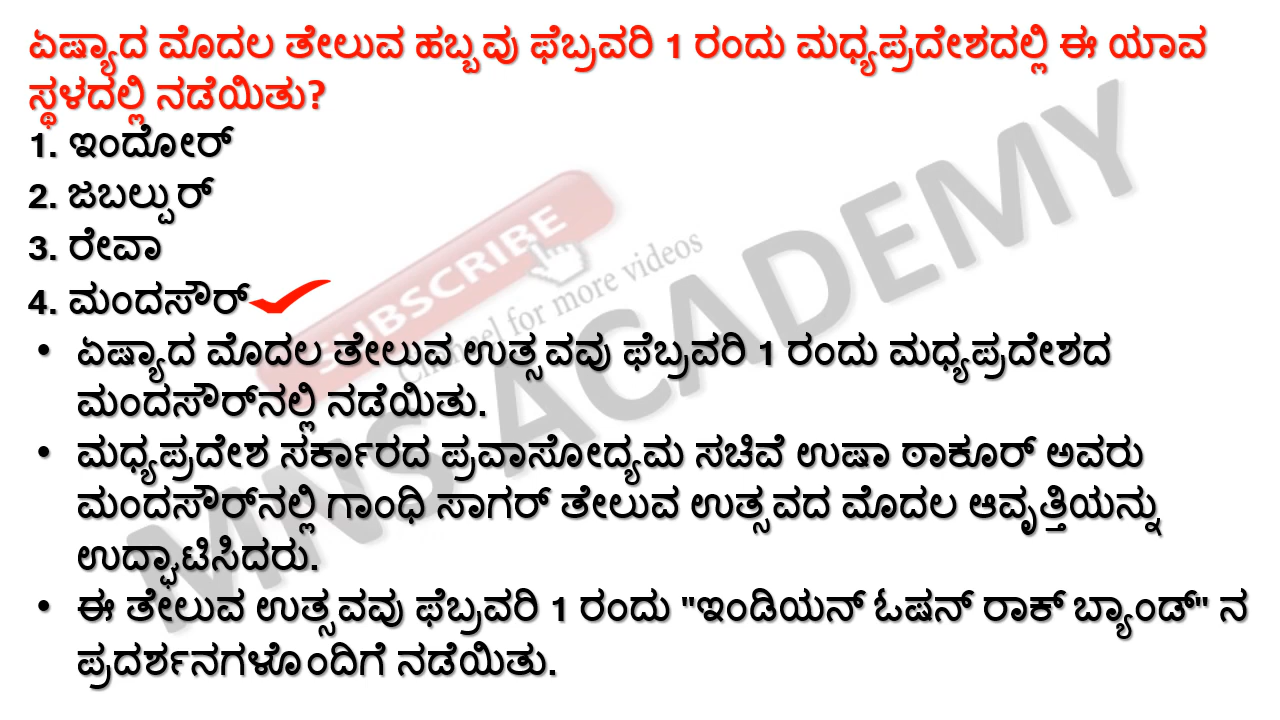 ಏಷ್ಯಾದ ಮೊದಲ ತೇಲುವ ಹಬ್ಬವು ಫೆಬ್ರವರಿ 1 ರಂದು ಮಧ್ಯಪ್ರದೇಶದಲ್ಲಿ ಈ ಯಾವ
ಸ್ಥಳದಲ್ಲಿ ನಡೆಯಿತು?
1. ಇಂದೋರ್
2. ಜಬಲ್ಪುರ್
3. ರೇವಾ
4. ಮಂದಸೌರ್
• ಏಷ್ಯಾದ ಮೊದಲ ತೇಲುವ ಉತ್ಸವವು ಫೆಬ್ರವರಿ 1 ರಂದು ಮಧ್ಯಪ್ರದೇಶದ
ಮಂದಸೌರ್‌ನಲ್ಲಿ ನಡೆಯಿತು.
• ಮಧ್ಯಪ್ರದೇಶ ಸರ್ಕಾರದ ಪ್ರವಾಸೋದ್ಯಮ ಸಚಿವೆ ಉಷಾ ಠಾಕೂರ್ ಅವರು
ಮಂದಸೌರ್‌ನಲ್ಲಿ ಗಾಂಧಿ ಸಾಗರ್ ತೇಲುವ ಉತ್ಸವದ ಮೊದಲ ಆವೃತ್ತಿಯನ್ನು
ಉದ್ಘಾಟಿಸಿದರು.
• ಈ ತೇಲುವ ಉತ್ಸವವು ಫೆಬ್ರವರಿ 1 ರಂದು "ಇಂಡಿಯನ್ ಓಷನ್ ರಾಕ್ ಬ್ಯಾಂಡ್" ನ
ಪ್ರದರ್ಶನಗಳೊಂದಿಗೆ ನಡೆಯಿತು.
SUBSCRIBE
Channel for more videos
MNS ACADEMY